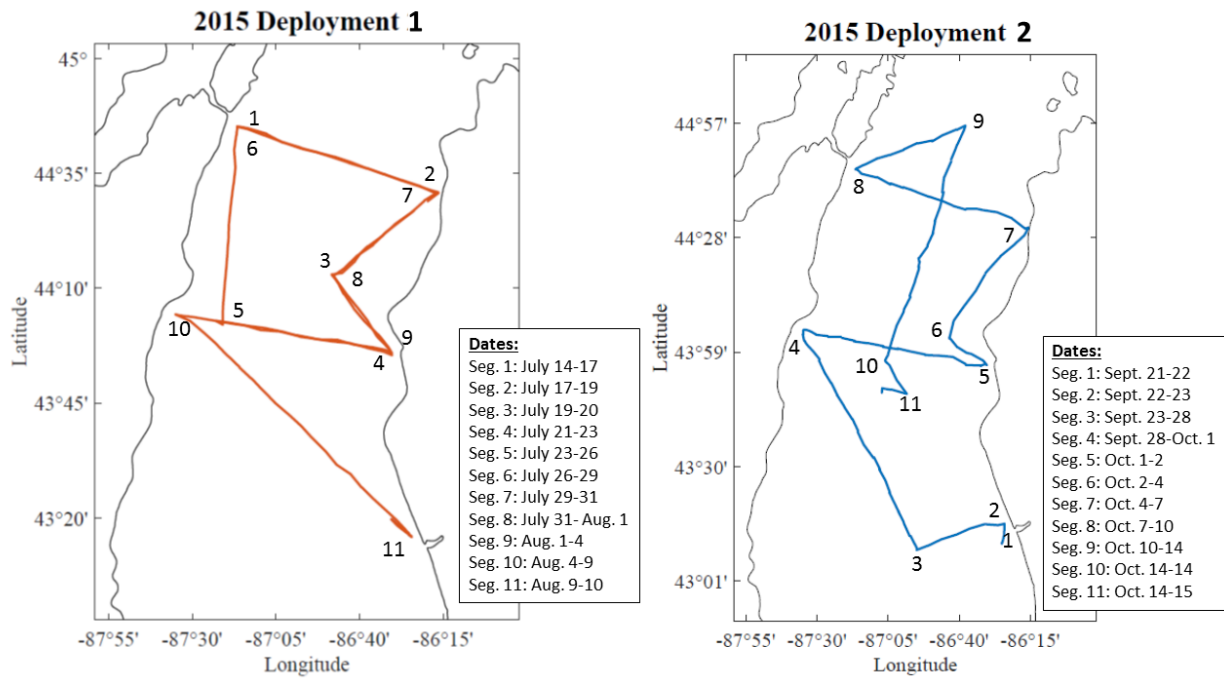 2015 Deployment 1
45°
44°35'
44°10'
43°45'
43°20'
Latitude
-87°55'
-87°30'
-87°05'
-86°40'
-86°15'
Longitude
1
6
2
7
3
8
5
10
9
4
11
Dates:
Seg. 1: July 14-17
Seg. 2: July 17-19
Seg. 3: July 19-20
Seg. 4: July 21-23
Seg. 5: July 23-26
Seg. 6: July 26-29
Seg. 7: July 29-31
Seg. 8: July 31- Aug. 1
Seg. 9: Aug. 1-4
Seg. 10: Aug. 4-9
Seg. 11: Aug. 9-10
2015 Deployment 2
44°57'
44°28'
43°59'
43°30'
43°01'
Latitude
-87°55'
-87°30'
-87°05'
-86°40'
-86°15'
Longitude
9
8
7
6
4
10
5
11
2
1
3
Dates:
Seg. 1: Sept. 21-22
Seg. 2: Sept. 22-23
Seg. 3: Sept. 23-28
Seg. 4: Sept. 28-Oct. 1
Seg. 5: Oct. 1-2
Seg. 6: Oct. 2-4
Seg. 7: Oct. 4-7
Seg. 8: Oct. 7-10
Seg. 9: Oct. 10-14
Seg. 10: Oct. 14-14
Seg. 11: Oct. 14-15